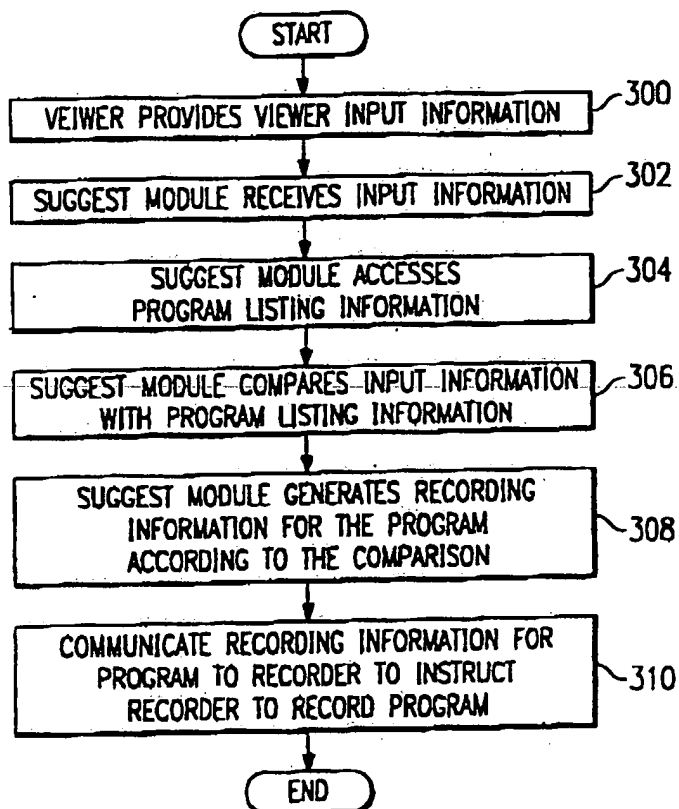 START
VEIWER PROVIDES VIEWER INPUT INFORMATION
300
SUGGEST MODULE RECEIVES INPUT INFORMATION
302
SUGGEST MODULE ACCESSES
PROGRAM LISTING INFORMATION
304
SUGGEST MODULE COMPARES INPUT INFORMATION
WITH PROGRAM LISTING INFORMATION
306
SUGGEST MODULE GENERATES RECORDING
INFORMATION FOR THE PROGRAM
ACCORDING TO THE COMPARISON
308
COMMUNICATE RECORDING INFORMATION FOR
PROGRAM TO RECORDER TO INSTRUCT
RECORDER TO RECORD PROGRAM
310
END